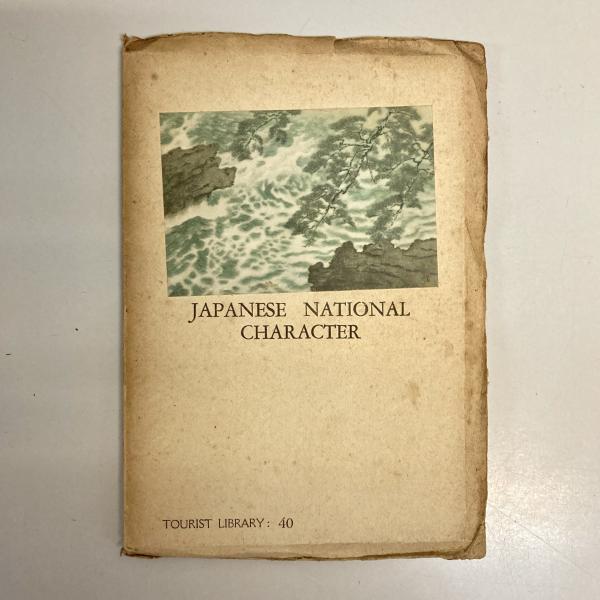 JAPANESE NATIONAL
CHARACTER
TOURIST LIBRARY: 40